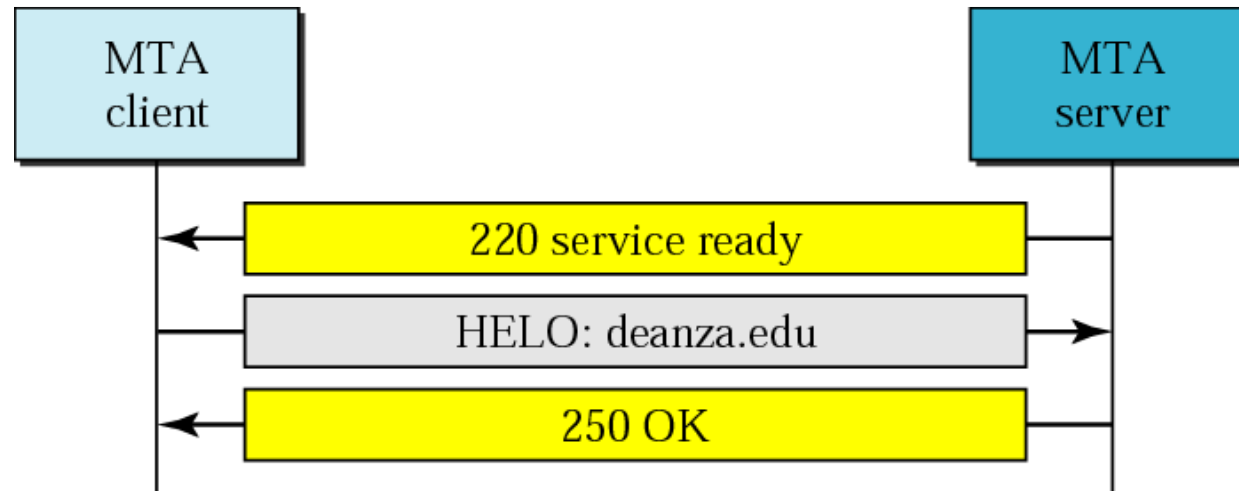 MTA
client
MTA
server
220 service ready
HELO: deanza.edu
250 OK